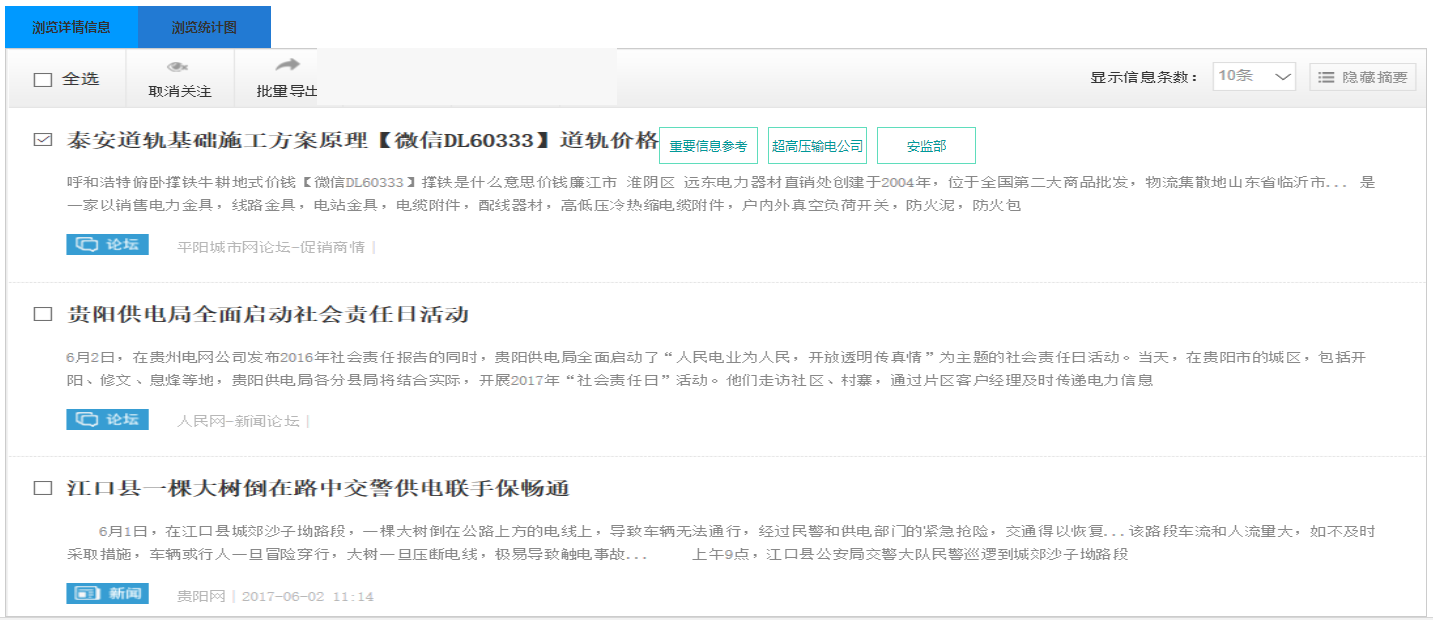 浏览详情信息 浏览统计图
全选 取消关注 批量导出 显示信息条数： 10条 隐藏摘要
泰安道轨基础施工方案原理【微信DL60333】道轨价格 重要信息参考 超高压输电公司 安监部
呼和浩特俯卧撑铁牛耕地式价钱【微信DL60333】撑铁是什么意思价钱廉江市 淮阴区 远东电力器材直销处创建于2004年，位于全国第二大商品批发，物流集散地山东省临沂市... 是
一家以销售电力金具，线路金具，电站金具，电缆附件，配线器材，高低压冷热缩电缆附件，户内外真空负荷开关，防火泥，防火包
论坛 平阳城市网论坛-促销商情 |
贵阳供电局全面启动社会责任日活动
6月2日，在贵州电网公司发布2016年社会责任报告的同时，贵阳供电局全面启动了“人民电业为人民，开放透明传真情”为主题的社会责任日活动。当天，在贵阳市的城区，包括开
阳、修文、息烽等地，贵阳供电局各分县局将结合实际，开展2017年“社会责任日”活动。他们走访社区、村寨，通过片区客户经理及时传递电力信息
论坛 人民网-新闻论坛 |
江口县一棵大树倒在路中交警供电联手保畅通
6月1日，在江口县城郊沙子坳路段，一棵大树倒在公路上方的电线上，导致车辆无法通行，经过民警和供电部门的紧急抢险，交通得以恢复...该路段车流和人流量大，如不及时
采取措施，车辆或行人一旦冒险穿行，大树一旦压断电线，极易导致触电事故... 上午9点，江口县公安局交警大队民警巡逻到城郊沙子坳路段
新闻 贵阳网 | 2017-06-02 11:14